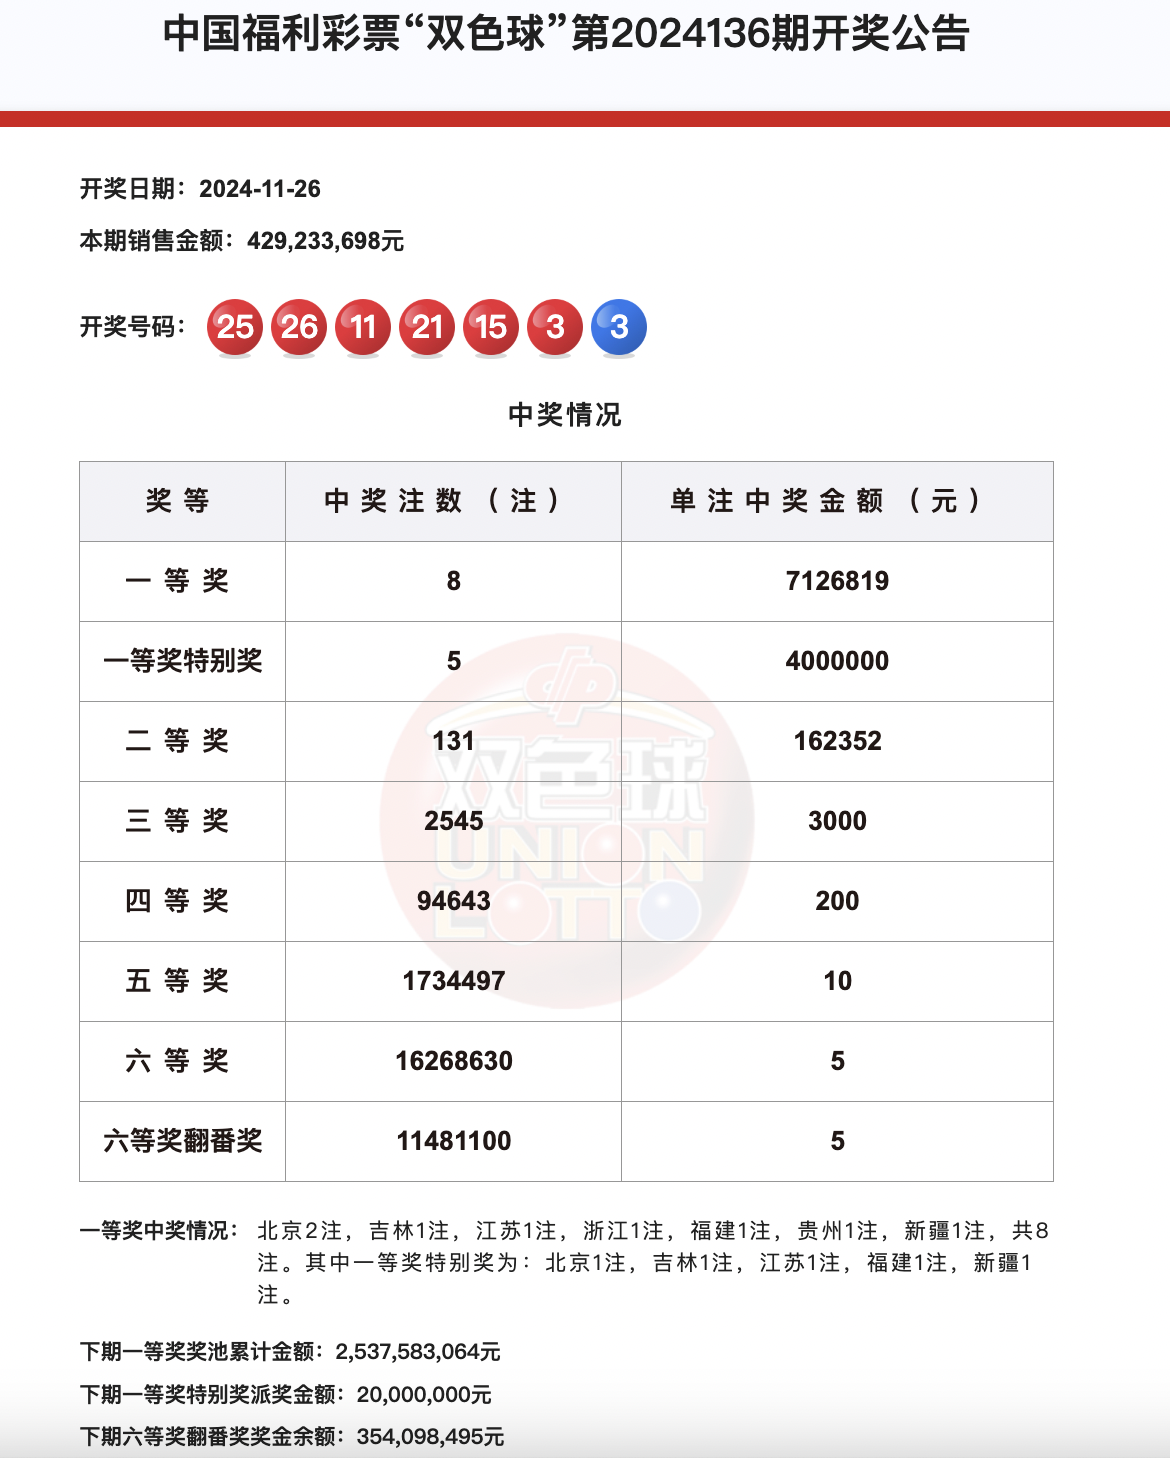 中国福利彩票“双色球”第2024136期开奖公告
开奖日期：2024-11-26
本期销售金额：429,233,698元
开奖号码： 25 26 11 21 15 3 3
中奖情况
奖等 中奖注数（注） 单注中奖金额（元）
一等奖 8 7126819
一等奖特别奖 5 4000000
二等奖 131 162352
三等奖 2545 3000
四等奖 94643 200
五等奖 1734497 10
六等奖 16268630 5
六等奖翻番奖 11481100 5
双色球
UNION
LOTTO
一等奖中奖情况： 北京2注，吉林1注，江苏1注，浙江1注，福建1注，贵州1注，新疆1注，共8
注。其中一等奖特别奖为：北京1注，吉林1注，江苏1注，福建1注，新疆1
注。
下期一等奖奖池累计金额：2,537,583,064元
下期一等奖特别奖派奖金额：20,000,000元
下期六等奖翻番奖奖金余额：354,098,495元